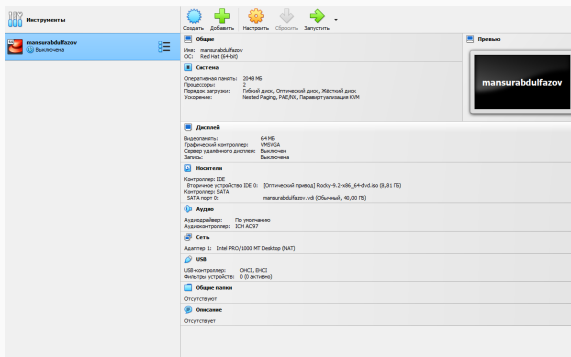 Инструменты
Создать Добавить Настроить Сбросить Запустить
mansurabdulfazov
Выключена
Общие
Имя: mansurabdulfazov
ОС: Red Hat (64-bit)
Превью
mansurabdulfazov
Система
Оперативная память: 2048 МБ
Процессоры: 2
Порядок загрузки: Гибкий диск, Оптический диск, Жёсткий диск
Ускорение: Nested Paging, PAE/NX, Паравиртуализация KVM
Дисплей
Видеопамять: 64 МБ
Графический контроллер: VMSVGA
Сервер удалённого дисплея: Выключен
Запись: Выключена
Носители
Контроллер: IDE
Вторичное устройство IDE 0: [Оптический привод] Rocky-9.2-x86_64-dvd.iso (8,81 ГБ)
Контроллер: SATA
SATA порт 0: mansurabdulfazov.vdi (Обычный, 40,00 ГБ)
Аудио
Аудиодрайвер: По умолчанию
Аудиоконтроллер: ICH AC97
Сеть
Адаптер 1: Intel PRO/1000 MT Desktop (NAT)
USB
USB-контроллер: OHCI, EHCI
Фильтры устройств: 0 (0 активно)
Общие папки
Отсутствуют
Описание
Отсутствует